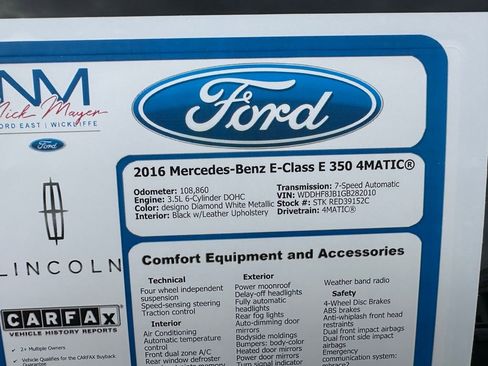 NM
Nick Mayer
ORD EAST | WICKLIFFE
Ford
LINCOLN
CARFAX
VEHICLE HISTORY REPORTS
2+ Multiple Owners
Vehicle Qualifies for the CARFAX Buyback
Ford
2016 Mercedes-Benz E-Class E 350 4MATIC®
Odometer: 108,860
Engine: 3.5L 6-Cylinder DOHC
Color: designo Diamond White Metallic
Interior: Black w/Leather Upholstery
Transmission: 7-Speed Automatic
VIN: WDDHF8JB1GB282010
Stock #: STK RED39152C
Drivetrain: 4MATIC®
Comfort Equipment and Accessories
Technical
Four wheel independent
suspension
Speed-sensing steering
Traction control
Interior
Air Conditioning
Automatic temperature
control
Front dual zone A/C
Rear window defroster
Exterior
Power moonroof
Delay-off headlights
Fully automatic
headlights
Rear fog lights
Auto-dimming door
mirrors
Bodyside moldings
Bumpers: body-color
Heated door mirrors
Power door mirrors
Turn signal indicator
Weather band radio
Safety
4-Wheel Disc Brakes
ABS brakes
Anti-whiplash front head
restraints
Dual front impact airbags
Dual front side impact
airbags
Emergency
communication system: